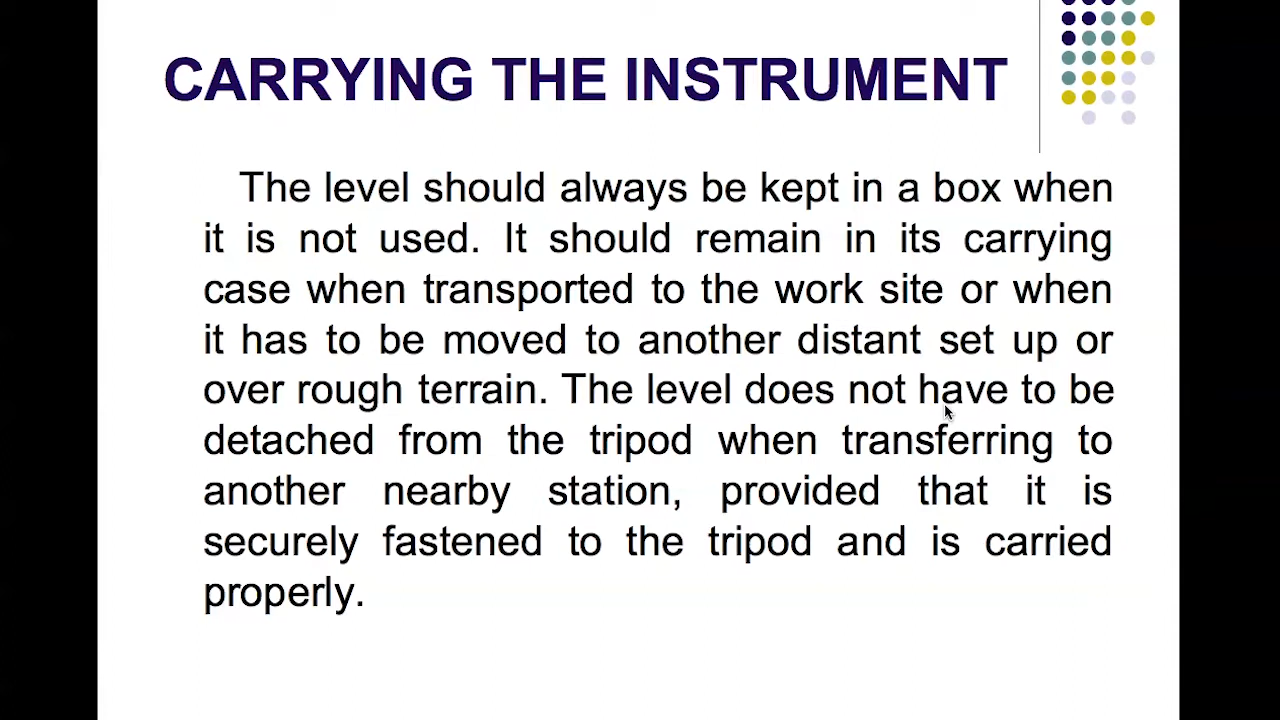 CARRYING THE INSTRUMENT
The level should always be kept in a box when
it is not used. It should remain in its carrying
case when transported to the work site or when
it has to be moved to another distant set up or
over rough terrain. The level does not have to be
detached from the tripod when transferring to
another nearby station, provided that it is
securely fastened to the tripod and is carried
properly.